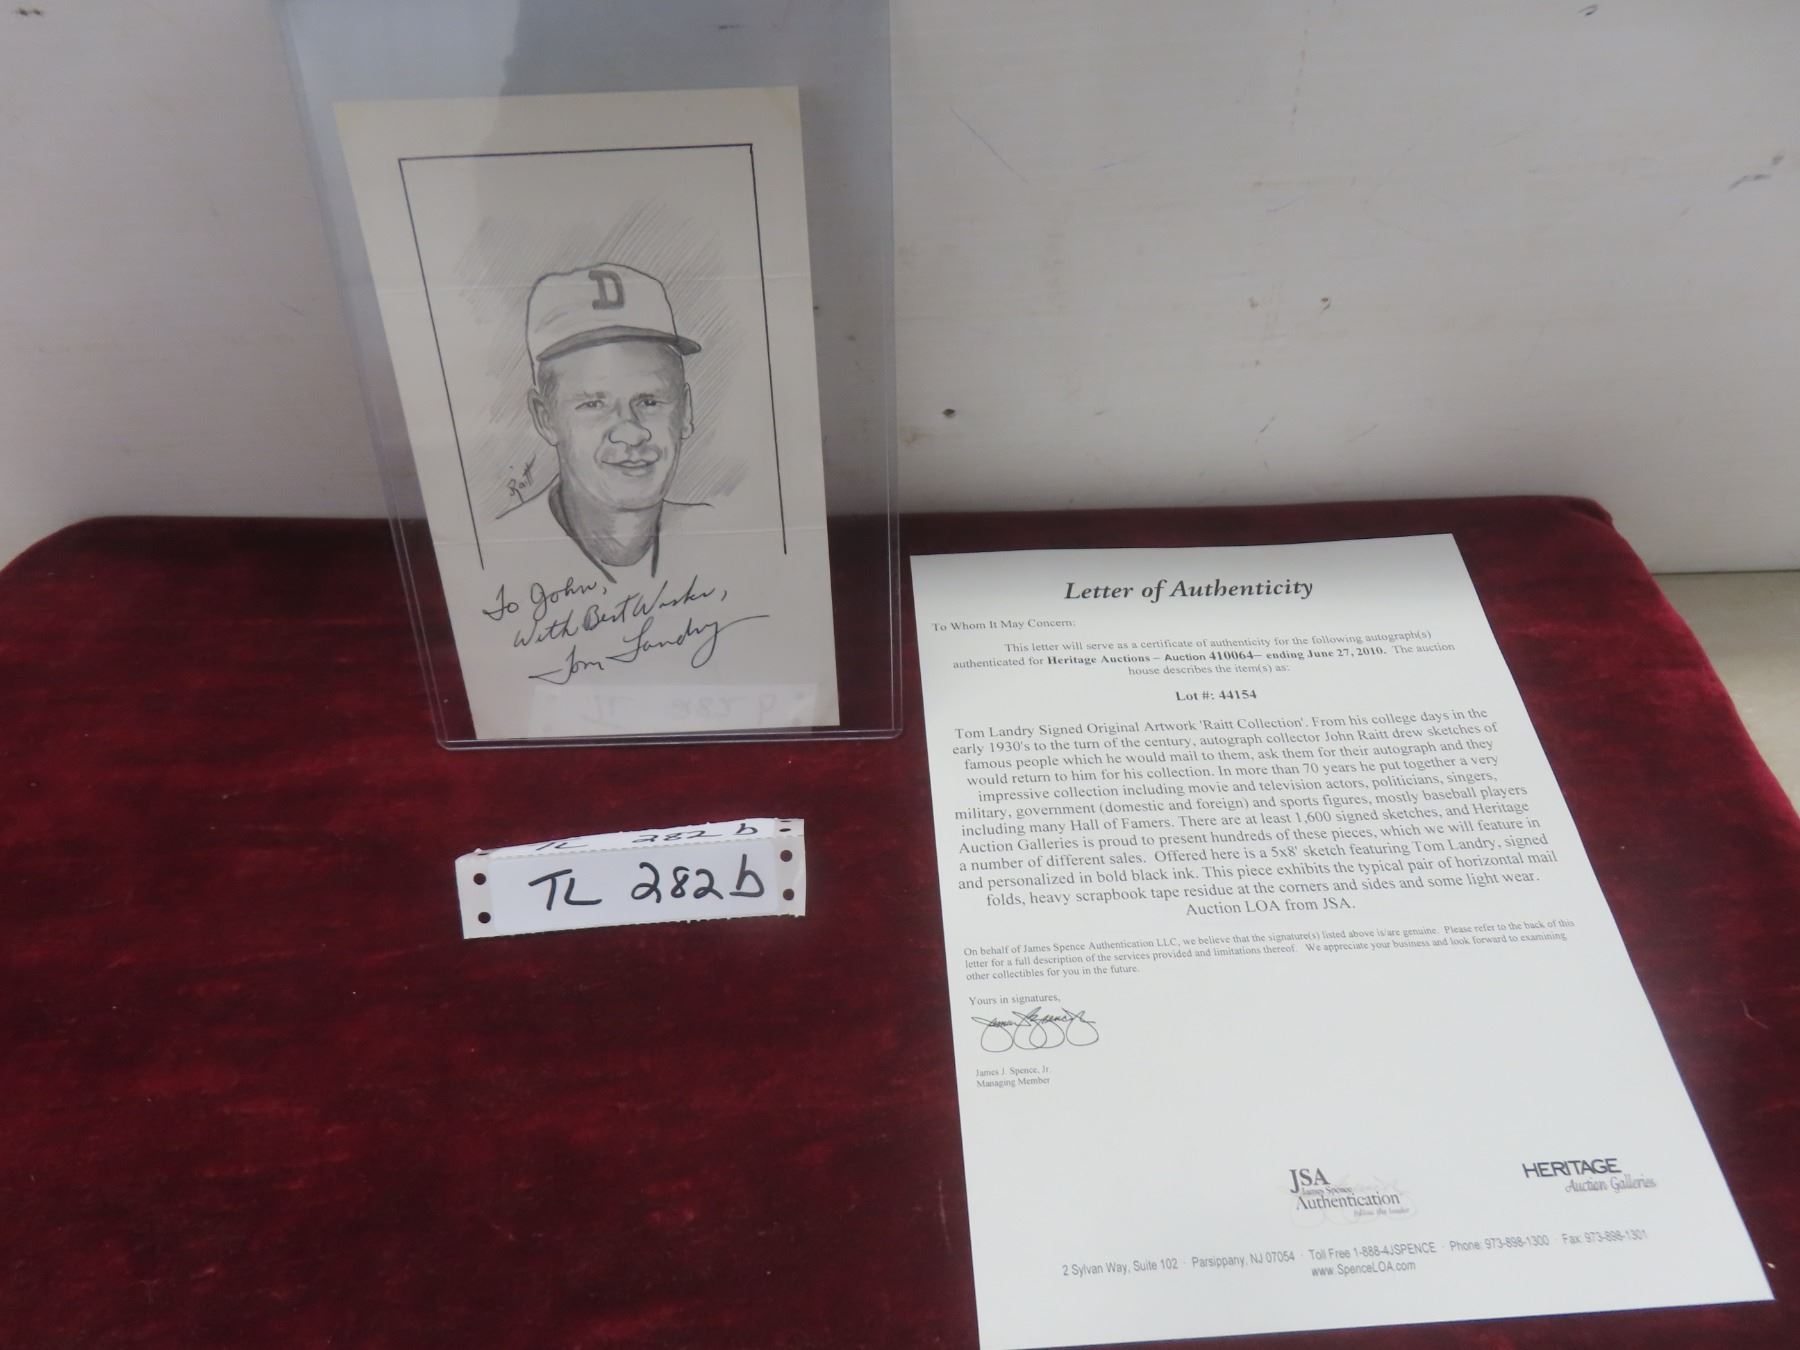 D
Raitt
To John,
With Best Wishes,
Tom Landry
TL 282b
TL 282b
Letter of Authenticity
To Whom It May Concern:
This letter will serve as a certificate of authenticity for the following autograph(s)
authenticated for Heritage Auctions – Auction 410064– ending June 27, 2010. The auction
house describes the item(s) as:
Lot #: 44154
Tom Landry Signed Original Artwork 'Raitt Collection'. From his college days in the
early 1930's to the turn of the century, autograph collector John Raitt drew sketches of
famous people which he would mail to them, ask them for their autograph and they
would return to him for his collection. In more than 70 years he put together a very
impressive collection including movie and television actors, politicians, singers,
military, government (domestic and foreign) and sports figures, mostly baseball players
including many Hall of Famers. There are at least 1,600 signed sketches, and Heritage
Auction Galleries is proud to present hundreds of these pieces, which we will feature in
a number of different sales. Offered here is a 5x8' sketch featuring Tom Landry, signed
and personalized in bold black ink. This piece exhibits the typical pair of horizontal mail
folds, heavy scrapbook tape residue at the corners and sides and some light wear.
Auction LOA from JSA.
On behalf of James Spence Authentication LLC, we believe that the signature(s) listed above is/are genuine. Please refer to the back of this
letter for a full description of the services provided and limitations thereof. We appreciate your business and look forward to examining
other collectibles for you in the future.
Yours in signatures,
James J. Spence, Jr.
Managing Member
JSA
James Spence
Authentication
follow the leader
HERITAGE
Auction Galleries
2 Sylvan Way, Suite 102 · Parsippany, NJ 07054 · Toll Free 1-888-4JSPENCE · Phone: 973-898-1300 · Fax: 973-898-1301
www.SpenceLOA.com